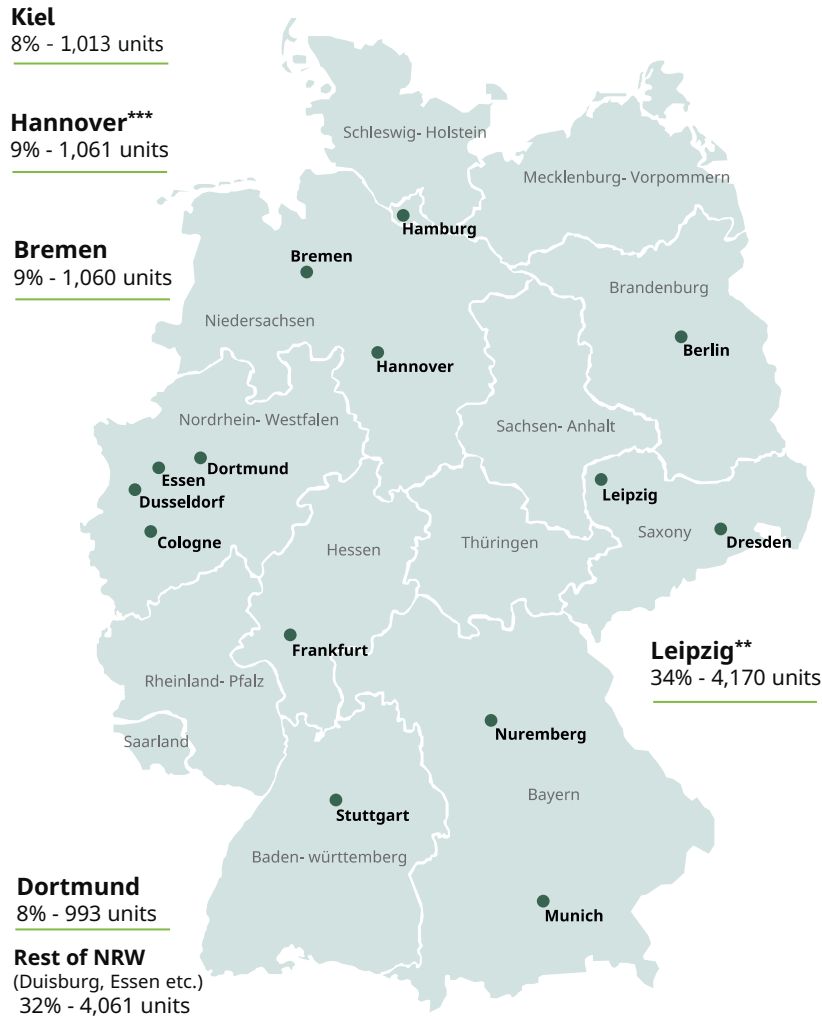 Kiel
8% - 1,013 units
Hannover***
9% - 1,061 units
Bremen
9% - 1,060 units
Schleswig- Holstein
Mecklenburg- Vorpommern
Hamburg
Bremen
Brandenburg
Niedersachsen
Berlin
Hannover
Nordrhein- Westfalen
Sachsen- Anhalt
Dortmund
Essen
Leipzig
Dusseldorf
Saxony
Cologne
Hessen
Thüringen
Dresden
Frankfurt
Leipzig**
34% - 4,170 units
Rheinland- Pfalz
Nuremberg
Saarland
Bayern
Stuttgart
Baden- württemberg
Dortmund
8% - 993 units
Munich
Rest of NRW
(Duisburg, Essen etc.)
32% - 4,061 units